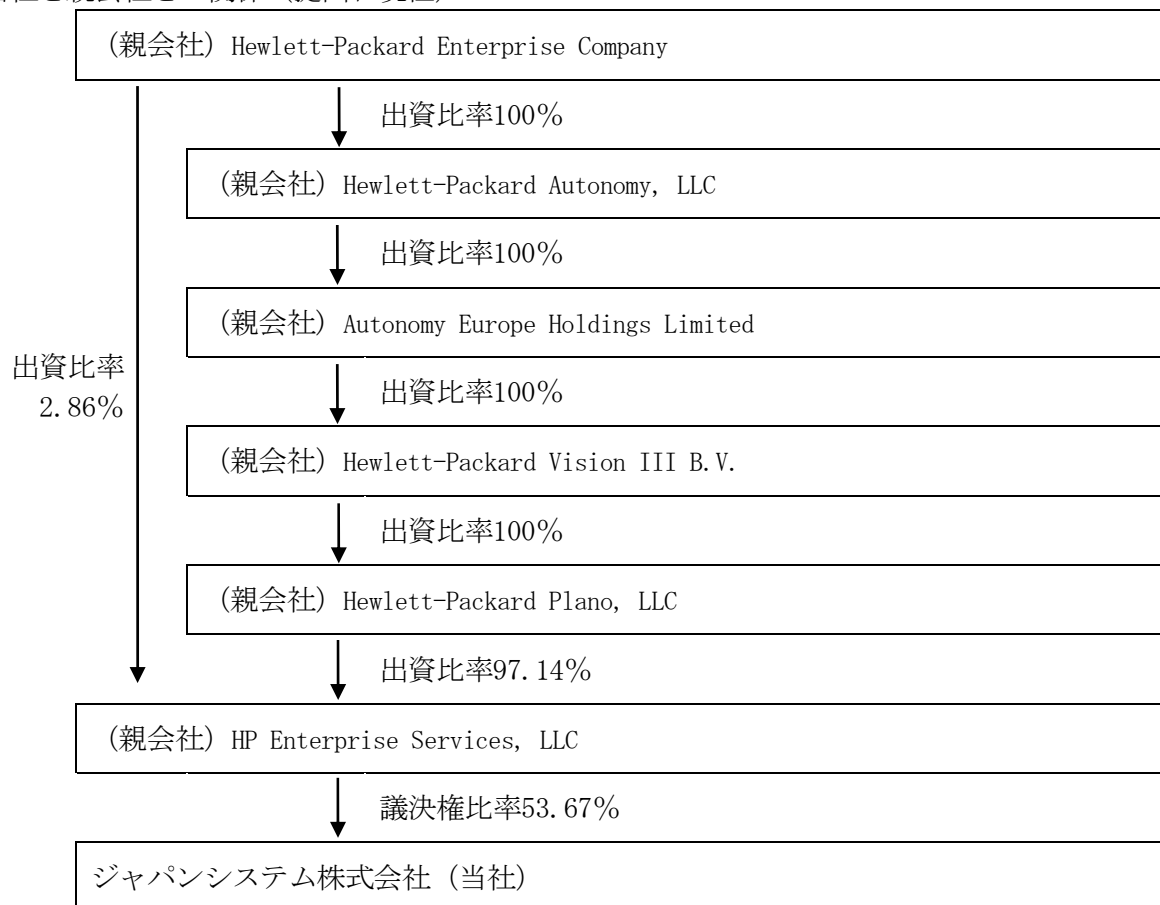 (親会社) Hewlett-Packard Enterprise Company
出資比率100%
(親会社) Hewlett-Packard Autonomy, LLC
出資比率100%
(親会社) Autonomy Europe Holdings Limited
出資比率
2.86%
出資比率100%
(親会社) Hewlett-Packard Vision III B.V.
出資比率100%
(親会社) Hewlett-Packard Plano, LLC
出資比率97.14%
(親会社) HP Enterprise Services, LLC
議決権比率53.67%
ジャパンシステム株式会社 (当社)